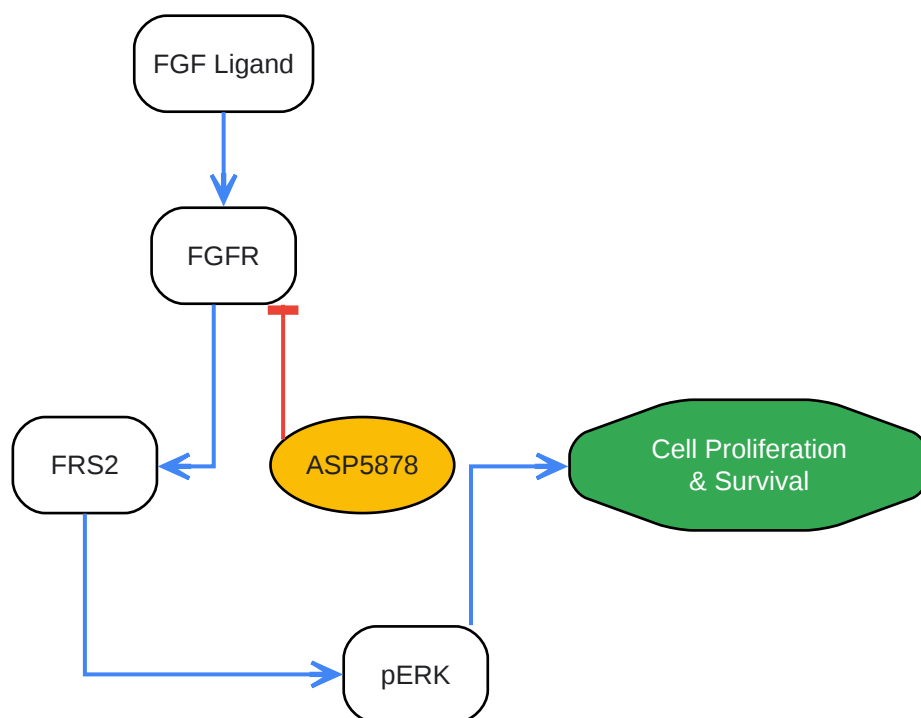 FGF Ligand
FGFR
FRS2
ASP5878
Cell Proliferation
& Survival
pERK